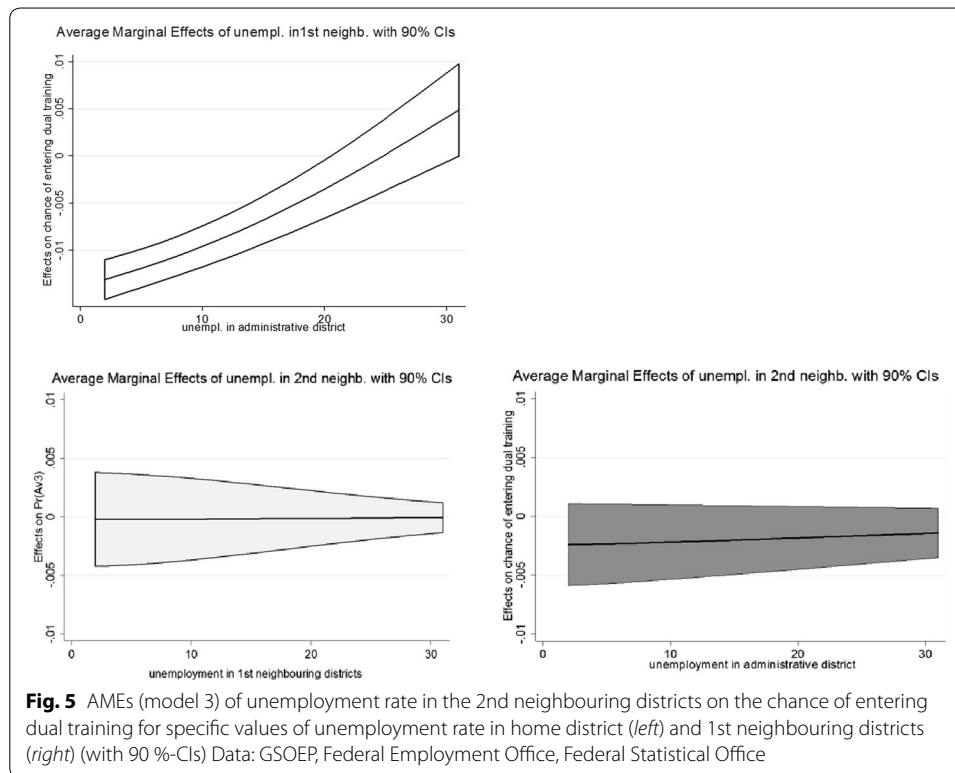 Average Marginal Effects of unempl. in1st neighb. with 90% CIs
Effects on chance of entering dual training
.01
.005
0
-.005
-.01
0
10
20
30
unempl. in administrative district
Average Marginal Effects of unempl. in 2nd neighb. with 90% CIs
Effects on Pr(Av3)
.01
.005
0
-.005
-.01
0
10
20
30
unemployment in 1st neighbouring districts
Average Marginal Effects of unempl. in 2nd neighb. with 90% CIs
Effects on chance of entering dual training
.01
.005
0
-.005
-.01
0
10
20
30
unemployment in administrative district
Fig. 5 AMEs (model 3) of unemployment rate in the 2nd neighbouring districts on the chance of entering
dual training for specific values of unemployment rate in home district (left) and 1st neighbouring districts
(right) (with 90 %-CIs) Data: GSOEP, Federal Employment Office, Federal Statistical Office